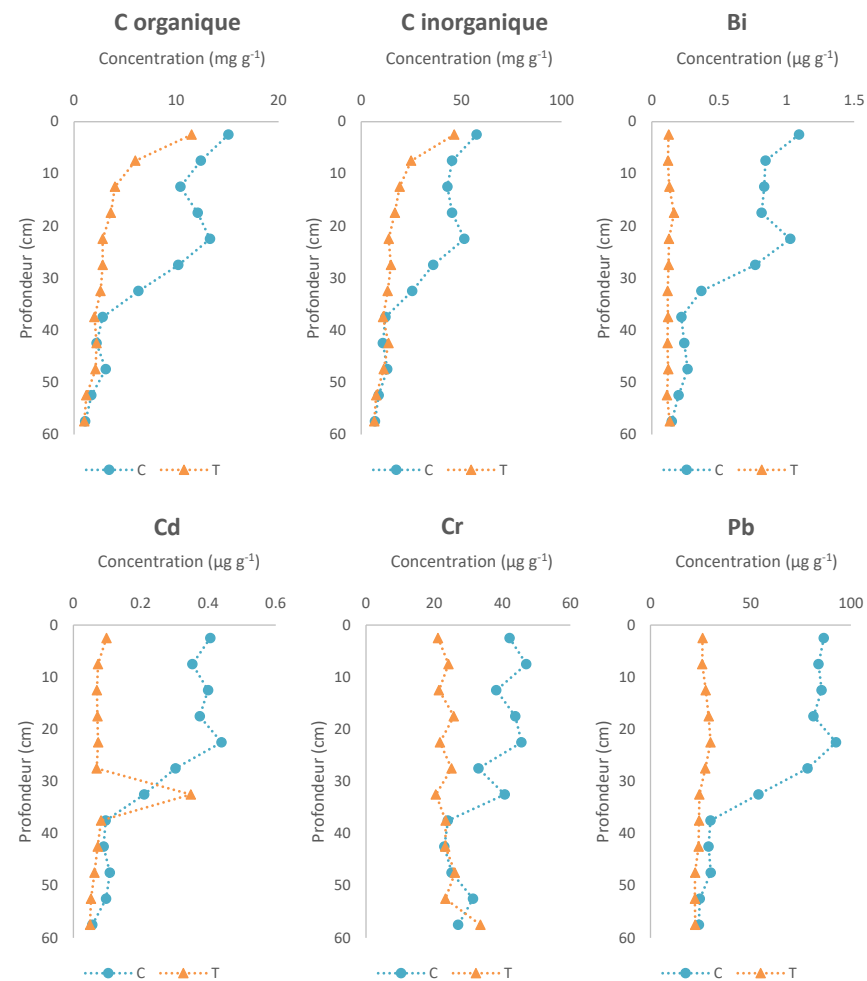 C organique
Concentration (mg g⁻¹)
0 10 20
Profondeur (cm)
0
10
20
30
40
50
60
C T
C inorganique
Concentration (mg g⁻¹)
0 50 100
Profondeur (cm)
0
10
20
30
40
50
60
C T
Bi
Concentration (µg g⁻¹)
0 0.5 1 1.5
Profondeur (cm)
0
10
20
30
40
50
60
C T
Cd
Concentration (µg g⁻¹)
0 0.2 0.4 0.6
Profondeur (cm)
0
10
20
30
40
50
60
C T
Cr
Concentration (µg g⁻¹)
0 20 40 60
Profondeur (cm)
0
10
20
30
40
50
60
C T
Pb
Concentration (µg g⁻¹)
0 50 100
Profondeur (cm)
0
10
20
30
40
50
60
C T